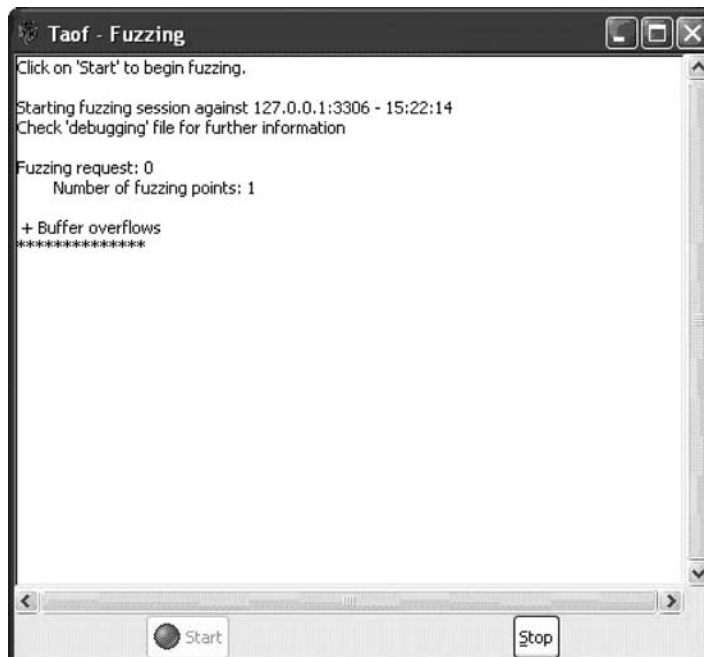 Taof - Fuzzing
Click on 'Start' to begin fuzzing.
Starting fuzzing session against 127.0.0.1:3306 - 15:22:14
Check 'debugging' file for further information
Fuzzing request: 0
Number of fuzzing points: 1
+ Buffer overflows
**************
Start
Stop